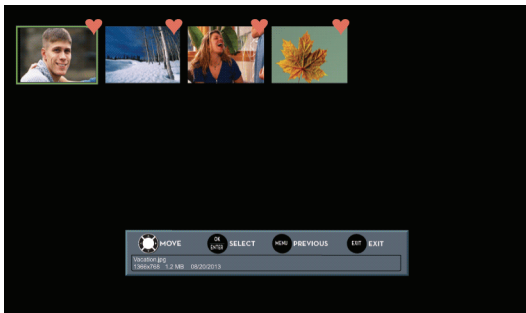 MOVE OK ENTER SELECT MENU PREVIOUS EXIT EXIT
Vacation.jpg
1366x768 1.2 MB 08/20/2013